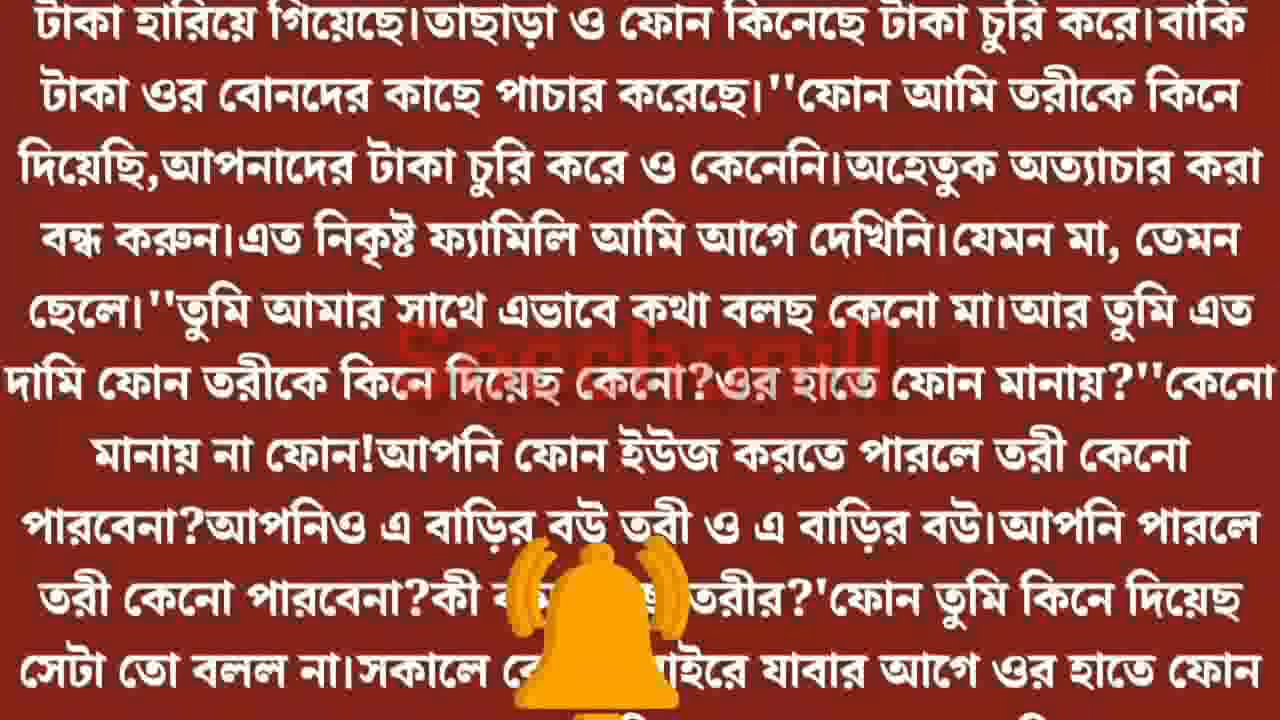 টাকা হারিয়ে গিয়েছে।তাছাড়া ও ফোন কিনেছে টাকা চুরি করে।বাকি
টাকা ওর বোনদের কাছে পাচার করেছে।''ফোন আমি তরীকে কিনে
দিয়েছি,আপনাদের টাকা চুরি করে ও কেনেনি।অহেতুক অত্যাচার করা
বন্ধ করুন।এত নিকৃষ্ট ফ্যামিলি আমি আগে দেখিনি।যেমন মা, তেমন
ছেলে।''তুমি আমার সাথে এভাবে কথা বলছ কেনো মা।আর তুমি এত
দামি ফোন তরীকে কিনে দিয়েছ কেনো?ওর হাতে ফোন মানায়?''কেনো
মানায় না ফোন!আপনি ফোন ইউজ করতে পারলে তরী কেনো
পারবেনা?আপনিও এ বাড়ির বউ তরী ও এ বাড়ির বউ।আপনি পারলে
তরী কেনো পারবেনা?কী তরীর?'ফোন তুমি কিনে দিয়েছ
সেটা তো বলল না।সকালে যাবার আগে ওর হাতে ফোন